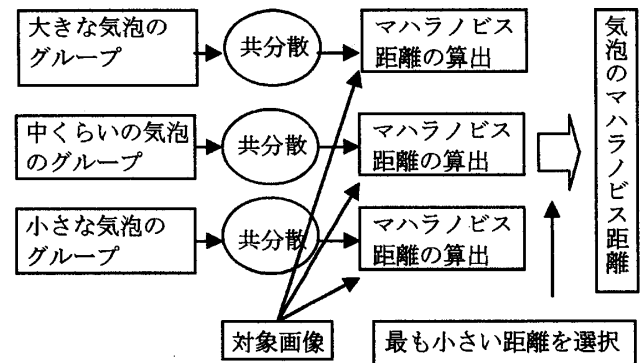 大きな気泡の
グループ
共分散
マハラノビス
距離の算出
中くらいの気泡
のグループ
共分散
マハラノビス
距離の算出
小さな気泡の
グループ
共分散
マハラノビス
距離の算出
気泡のマハラノビス距離
対象画像
最も小さい距離を選択